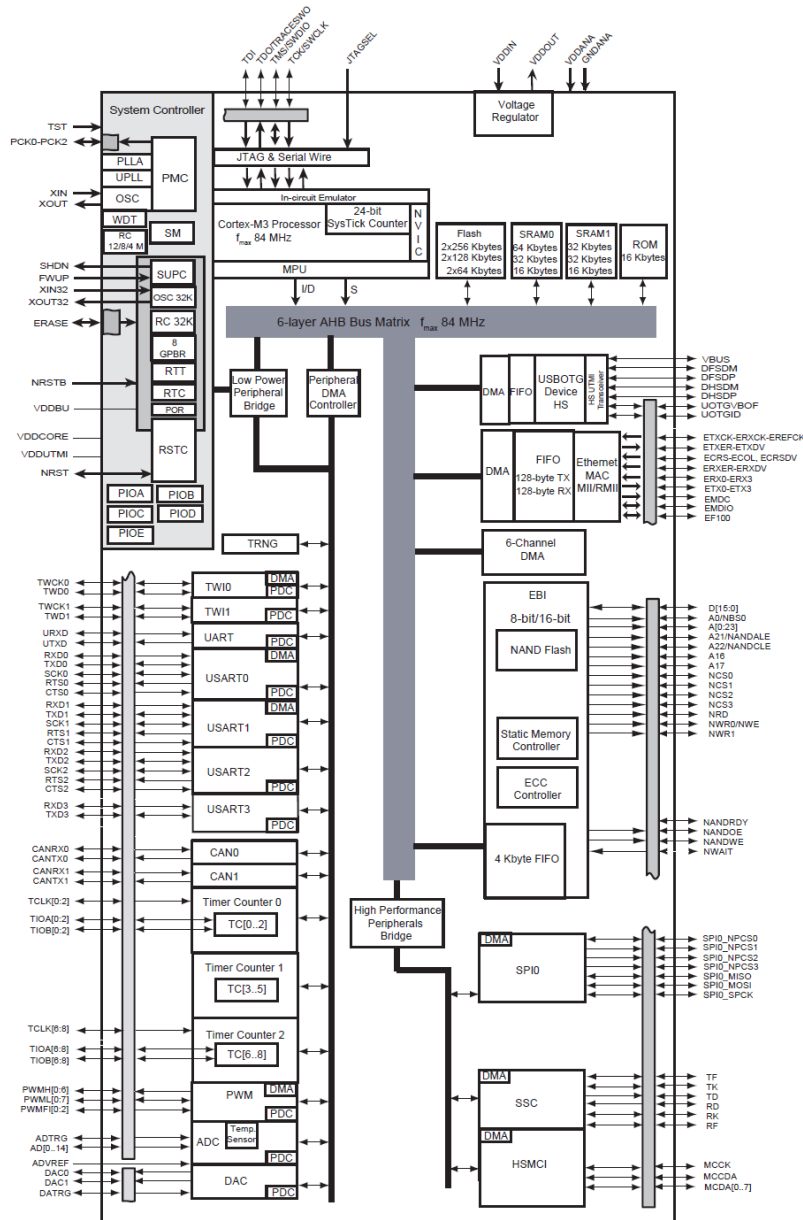 TDI
TDO/TRACESWO
TMS/SWDIO
TCK/SWCLK
JTAGSEL
VDDIN
VDDOUT
VDDANA
GNDANA
System Controller
Voltage
Regulator
TST
PCK0-PCK2
PLLA
UPLL
OSC
PMC
XIN
XOUT
WDT
RC
12/8/4 M
SM
SHDN
FWUP
XIN32
XOUT32
ERASE
SUPC
OSC 32K
RC 32K
8
GPBR
RTT
RTC
POR
RSTC
NRSTB
VDDBU
VDDCORE
VDDUTMI
NRST
PIOA
PIOB
PIOC
PIOD
PIOE
JTAG & Serial Wire
In-circuit Emulator
Cortex-M3 Processor
fmax 84 MHz
24-bit
SysTick Counter
N
V
I
C
MPU
I/D
S
Flash
2x256 Kbytes
2x128 Kbytes
2x64 Kbytes
SRAM0
64 Kbytes
32 Kbytes
16 Kbytes
SRAM1
32 Kbytes
32 Kbytes
16 Kbytes
ROM
16 Kbytes
6-layer AHB Bus Matrix fmax 84 MHz
Low Power
Peripheral
Bridge
Peripheral
DMA
Controller
DMA
FIFO
USBOTG
Device
HS
HS UTMI
Transceiver
VBUS
DFSDM
DFSDP
DHSDM
DHSDP
UOTGVBOF
UOTGID
DMA
FIFO
128-byte TX
128-byte RX
Ethernet
MAC
MII/RMII
ETXCK-ERXCK-EREFCK
ETXER-ETXDV
ECRS-ECOL, ECRSDV
ERXER-ERXDV
ERX0-ERX3
ETX0-ETX3
EMDC
EMDIO
EF100
TRNG
6-Channel
DMA
TWCK0
TWD0
TWI0
DMA
PDC
TWCK1
TWD1
TWI1
PDC
URXD
UTXD
UART
PDC
RXD0
TXD0
SCK0
RTS0
CTS0
USART0
DMA
PDC
RXD1
TXD1
SCK1
RTS1
CTS1
USART1
DMA
PDC
RXD2
TXD2
SCK2
RTS2
CTS2
USART2
PDC
RXD3
TXD3
USART3
PDC
CANRX0
CANTX0
CAN0
CANRX1
CANTX1
CAN1
TCLK[0:2]
TIOA[0:2]
TIOB[0:2]
Timer Counter 0
TC[0..2]
Timer Counter 1
TC[3..5]
TCLK[6:8]
TIOA[6:8]
TIOB[6:8]
Timer Counter 2
TC[6..8]
PWMH[0:6]
PWML[0:7]
PWMFI[0:2]
PWM
DMA
PDC
ADTRG
AD[0..14]
ADC
Temp.
Sensor
PDC
ADVREF
DAC0
DAC1
DATRG
DAC
PDC
EBI
8-bit/16-bit
NAND Flash
Static Memory
Controller
ECC
Controller
4 Kbyte FIFO
D[15:0]
A0/NBS0
A[0:23]
A21/NANDALE
A22/NANDCLE
A16
A17
NCS0
NCS1
NCS2
NCS3
NRD
NWR0/NWE
NWR1
NANDRDY
NANDOE
NANDWE
NWAIT
High Performance
Peripherals
Bridge
DMA
SPI0
SPI0_NPCS0
SPI0_NPCS1
SPI0_NPCS2
SPI0_NPCS3
SPI0_MISO
SPI0_MOSI
SPI0_SPCK
DMA
SSC
TF
TK
TD
RD
RK
RF
DMA
HSMCI
MCCK
MCCDA
MCDA[0..7]